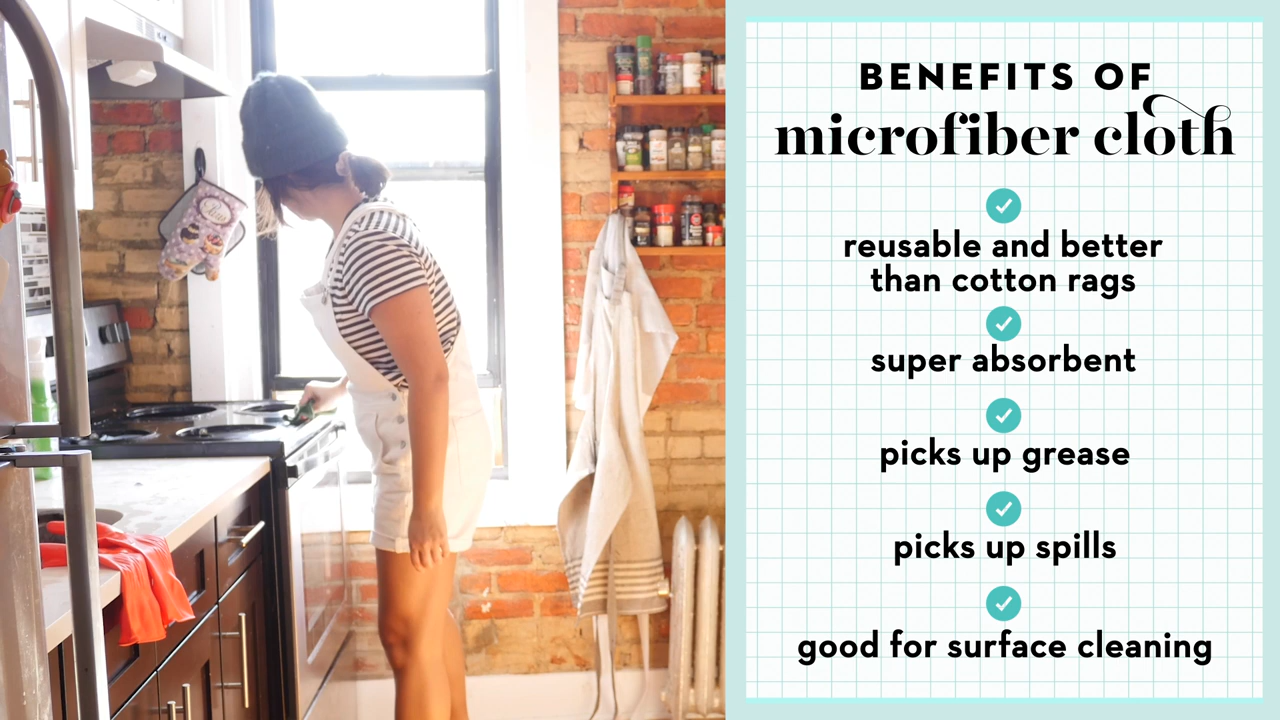 BENEFITS OF
microfiber cloth
reusable and better
than cotton rags
super absorbent
picks up grease
picks up spills
good for surface cleaning